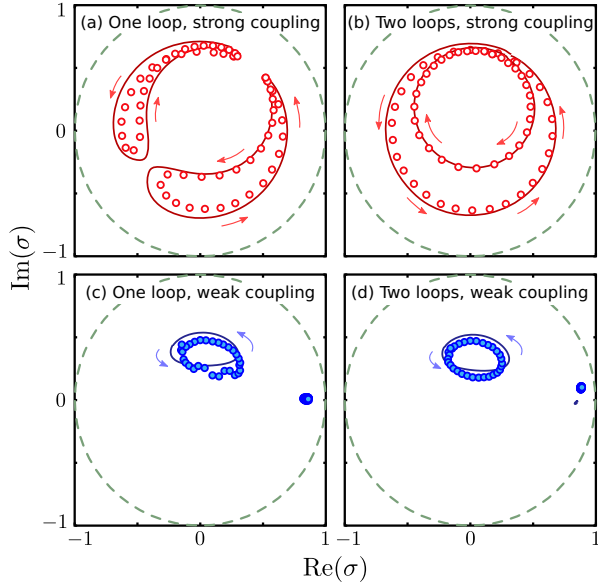 (a) One loop, strong coupling
(b) Two loops, strong coupling
0
−1
Im(σ)
(c) One loop, weak coupling
(d) Two loops, weak coupling
1
0
−1
−1
0
1
−1
0
1
Re(σ)